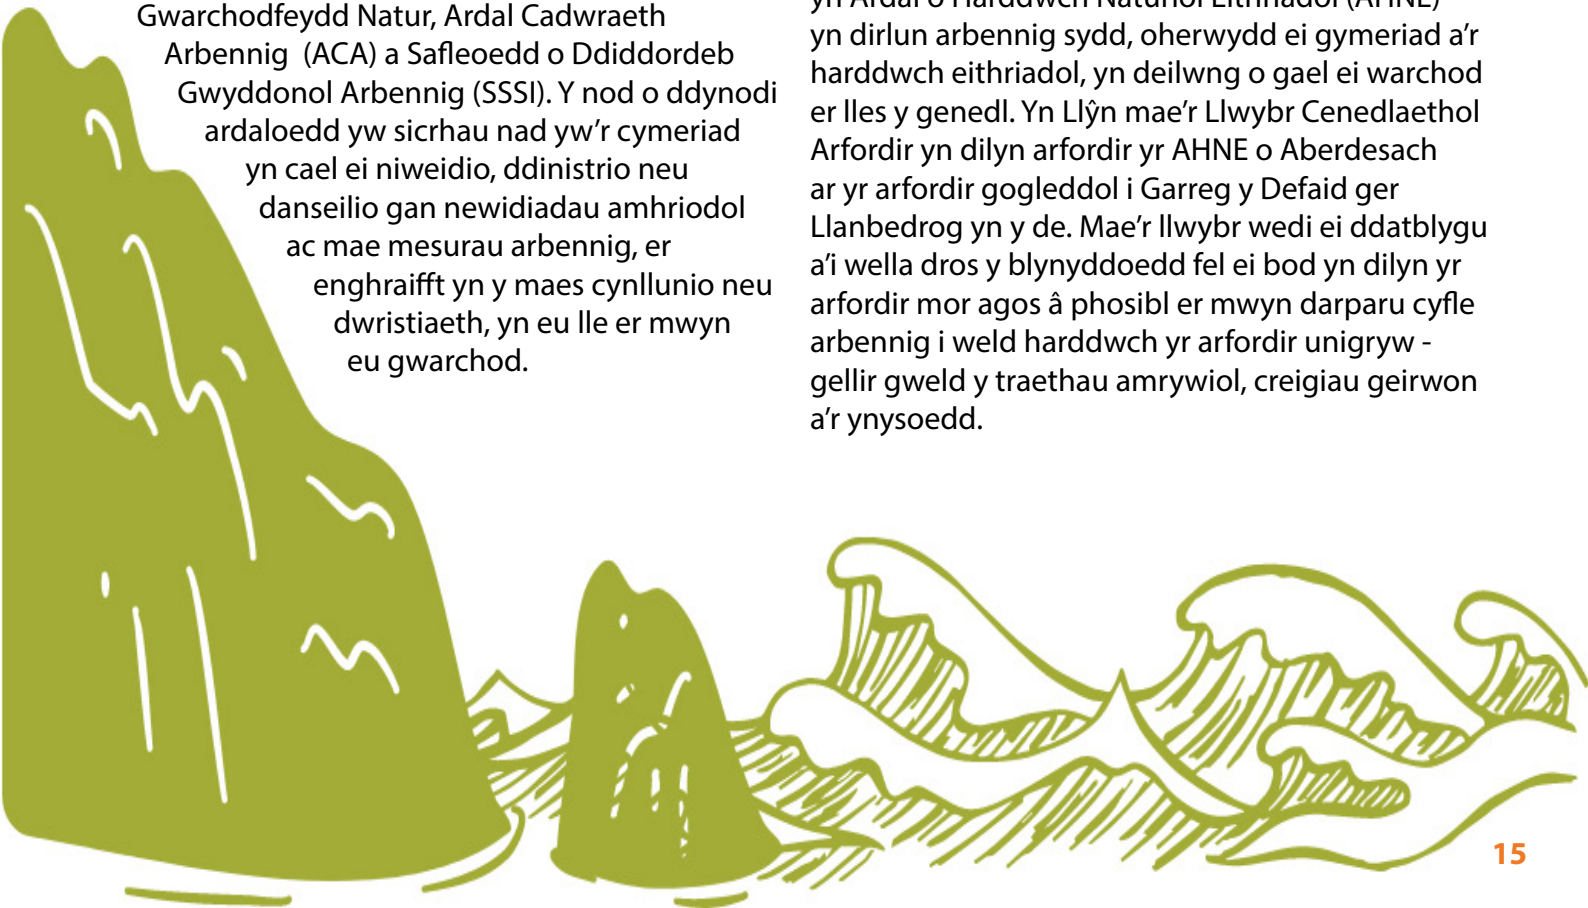 Gwarchodfeydd Natur, Ardal Cadwraeth
Arbennig (ACA) a Safleoedd o Ddiddordeb
Gwyddonol Arbennig (SSSI). Y nod o ddynodi
ardaloedd yw sicrhau nad yw'r cymeriad
yn cael ei niweidio, ddinistrio neu
danseilio gan newidiadau amhriodol
ac mae mesurau arbennig, er
enghraifft yn y maes cynllunio neu
dwristiaeth, yn eu lle er mwyn
eu gwarchod.
yn Ardal o Harddwch Naturiol Eithriadol (AHNE)
yn dirlun arbennig sydd, oherwydd ei gymeriad a'r
harddwch eithriadol, yn deilwng o gael ei warchod
er lles y genedl. Yn Llŷn mae'r Llwybr Cenedlaethol
Arfordir yn dilyn arfordir yr AHNE o Aberdesach
ar yr arfordir gogleddol i Garreg y Defaid ger
Llanbedrog yn y de. Mae'r llwybr wedi ei ddatblygu
a'i wella dros y blynyddoedd fel ei bod yn dilyn yr
arfordir mor agos â phosibl er mwyn darparu cyfle
arbennig i weld harddwch yr arfordir unigryw -
gellir gweld y traethau amrywiol, creigiau geirwon
a'r ynysoedd.
15